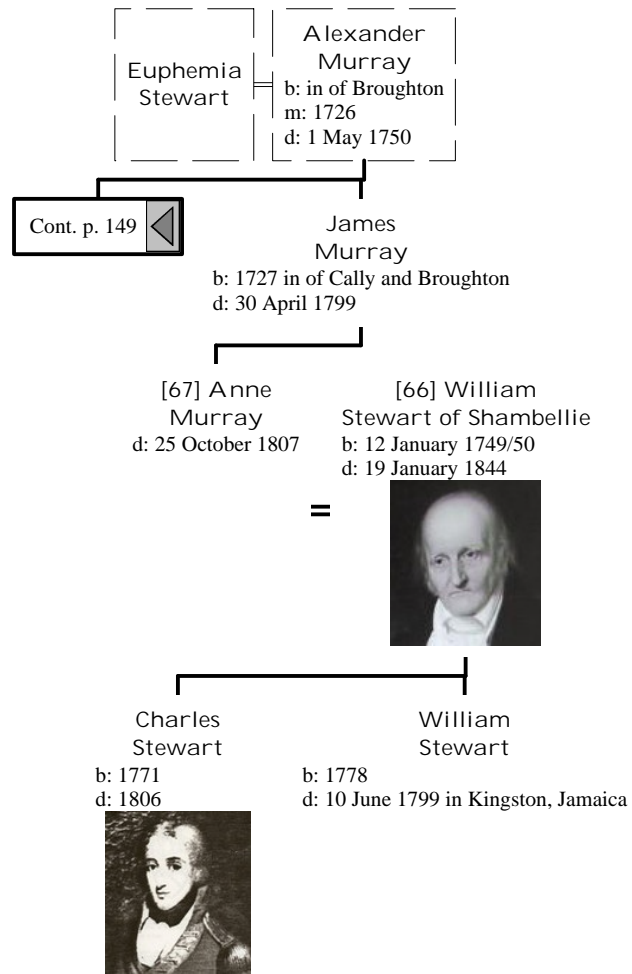 Euphemia
Stewart
Alexander
Murray
b: in of Broughton
m: 1726
d: 1 May 1750
Cont. p. 149
James
Murray
b: 1727 in of Cally and Broughton
d: 30 April 1799
[67] Anne
Murray
d: 25 October 1807
[66] William
Stewart of Shambellie
b: 12 January 1749/50
d: 19 January 1844
=
Charles
Stewart
b: 1771
d: 1806
William
Stewart
b: 1778
d: 10 June 1799 in Kingston, Jamaica